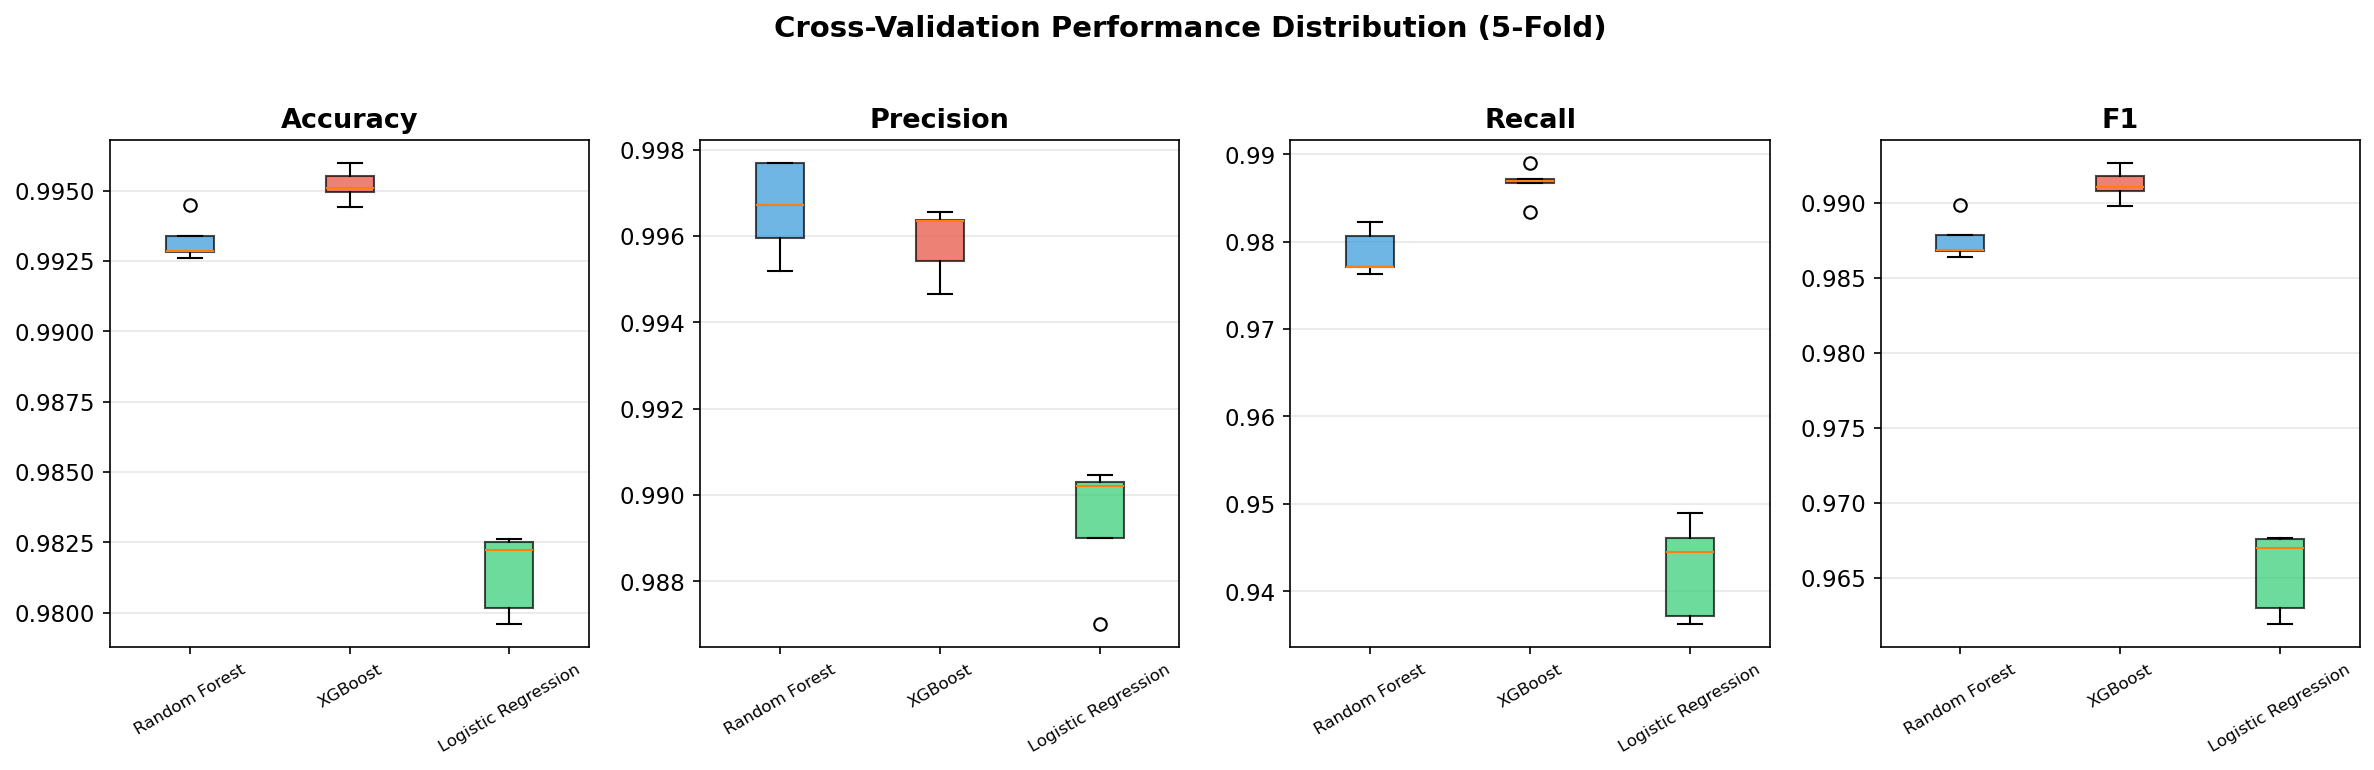 Cross-Validation Performance Distribution (5-Fold)
Accuracy
0.9950
0.9925
0.9900
0.9875
0.9850
0.9825
0.9800
Random Forest
XGBoost
Logistic Regression
Precision
0.998
0.996
0.994
0.992
0.990
0.988
Random Forest
XGBoost
Logistic Regression
Recall
0.99
0.98
0.97
0.96
0.95
0.94
Random Forest
XGBoost
Logistic Regression
F1
0.990
0.985
0.980
0.975
0.970
0.965
Random Forest
XGBoost
Logistic Regression